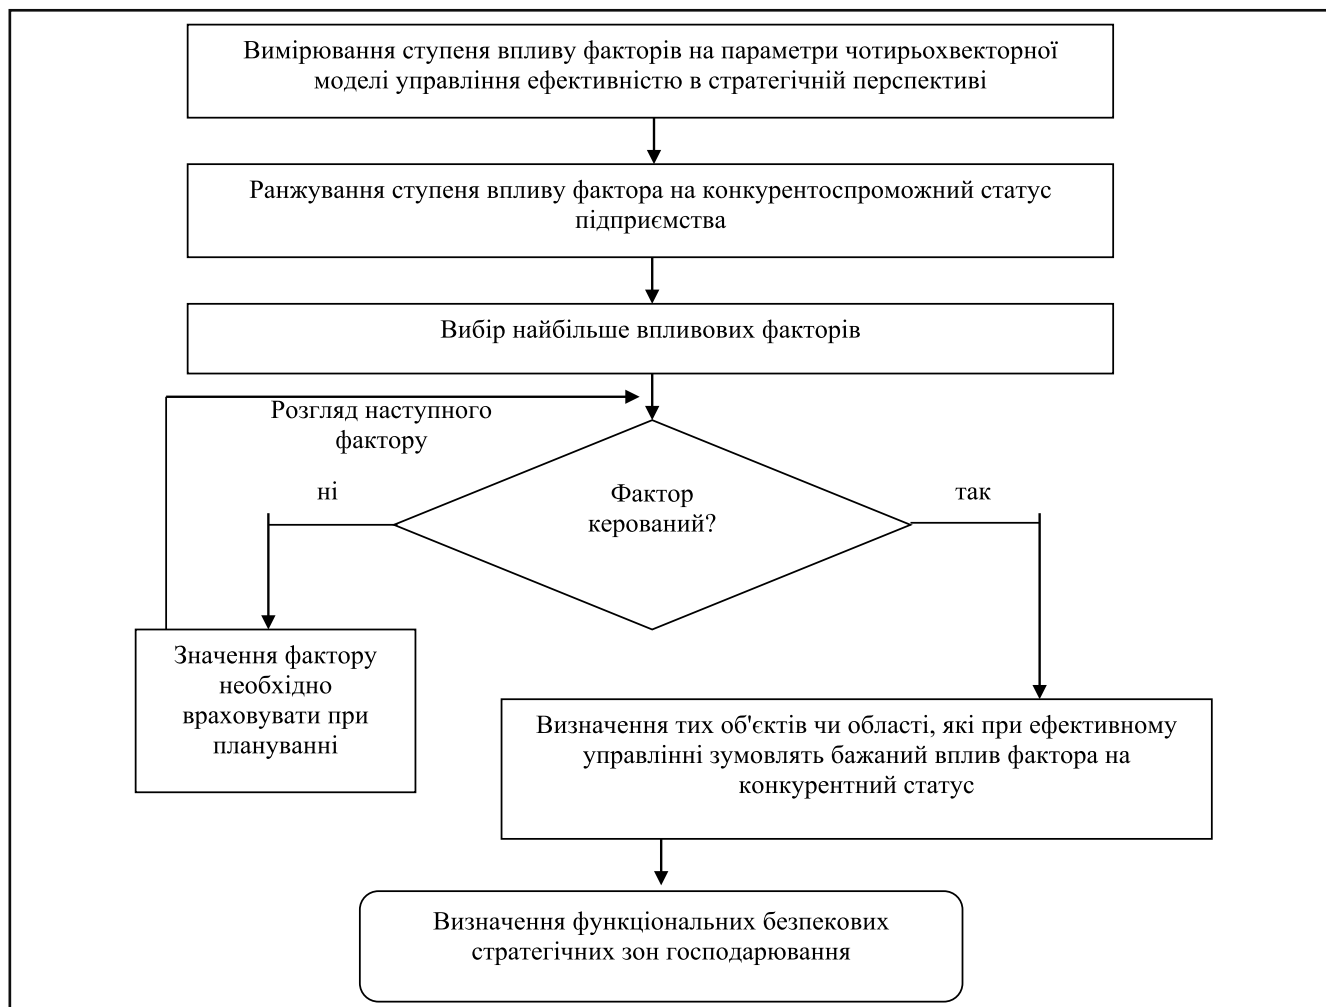 Вимірювання ступеня впливу факторів на параметри чотирьохвекторної
моделі управління ефективністю в стратегічній перспективі
Ранжування ступеня впливу фактора на конкурентоспроможний статус
підприємства
Вибір найбільше впливових факторів
Розгляд наступного
фактору
ні
Фактор
керований?
так
Значення фактору
необхідно
враховувати при
плануванні
Визначення тих об'єктів чи області, які при ефективному
управлінні зумовлять бажаний вплив фактора на
конкурентний статус
Визначення функціональних безпекових
стратегічних зон господарювання